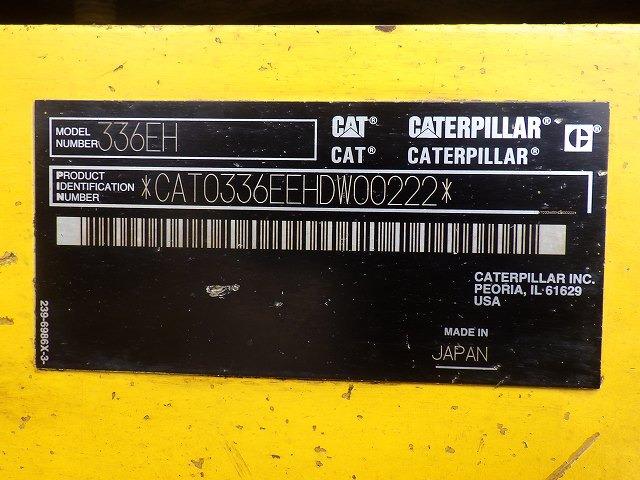 MODEL NUMBER 336EH
CAT® CATERPILLAR® C®
CAT® CATERPILLAR®
PRODUCT IDENTIFICATION NUMBER *CAT0336EEHDW00222*
CATERPILLAR INC.
PEORIA, IL 61629
USA
MADE IN
JAPAN
239-6986X-3